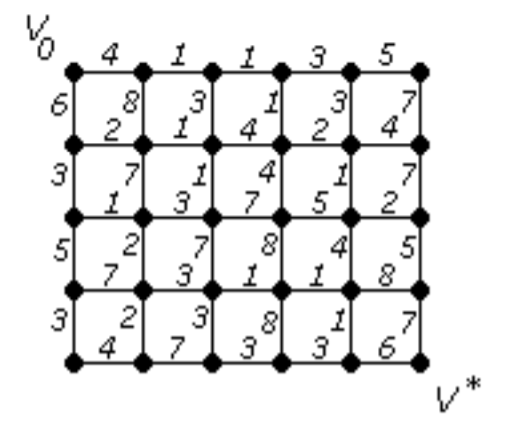 V0
4 1 1 3 5
6 8 3 1 3 7
2 1 4 2 4
3 7 1 4 1 7
1 3 7 5 2
5 2 7 8 4 5
7 3 1 1 8
3 2 3 8 1 7
4 7 3 3 6
V*